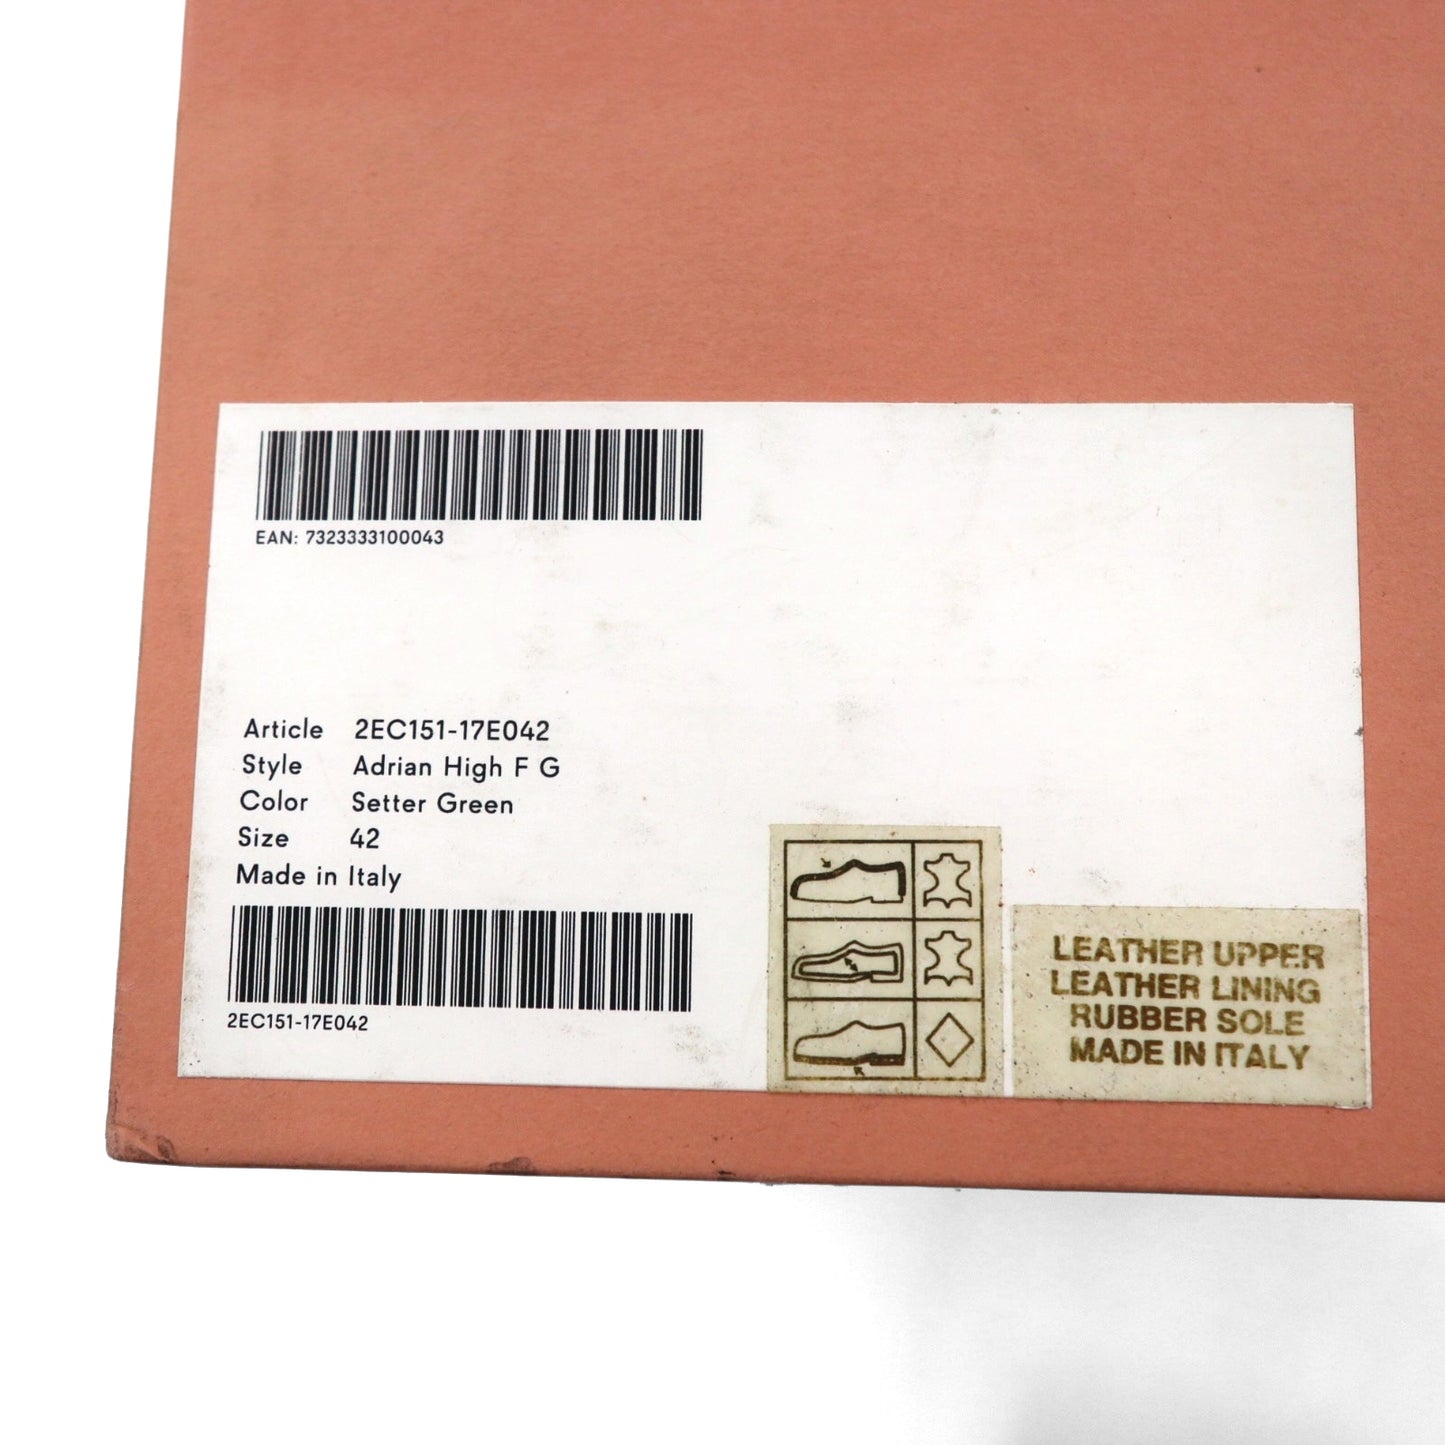 EAN: 7323333100043
Article 2EC151-17E042
Style Adrian High F G
Color Setter Green
Size 42
Made in Italy
2EC151-17E042
LEATHER UPPER
LEATHER LINING
RUBBER SOLE
MADE IN ITALY